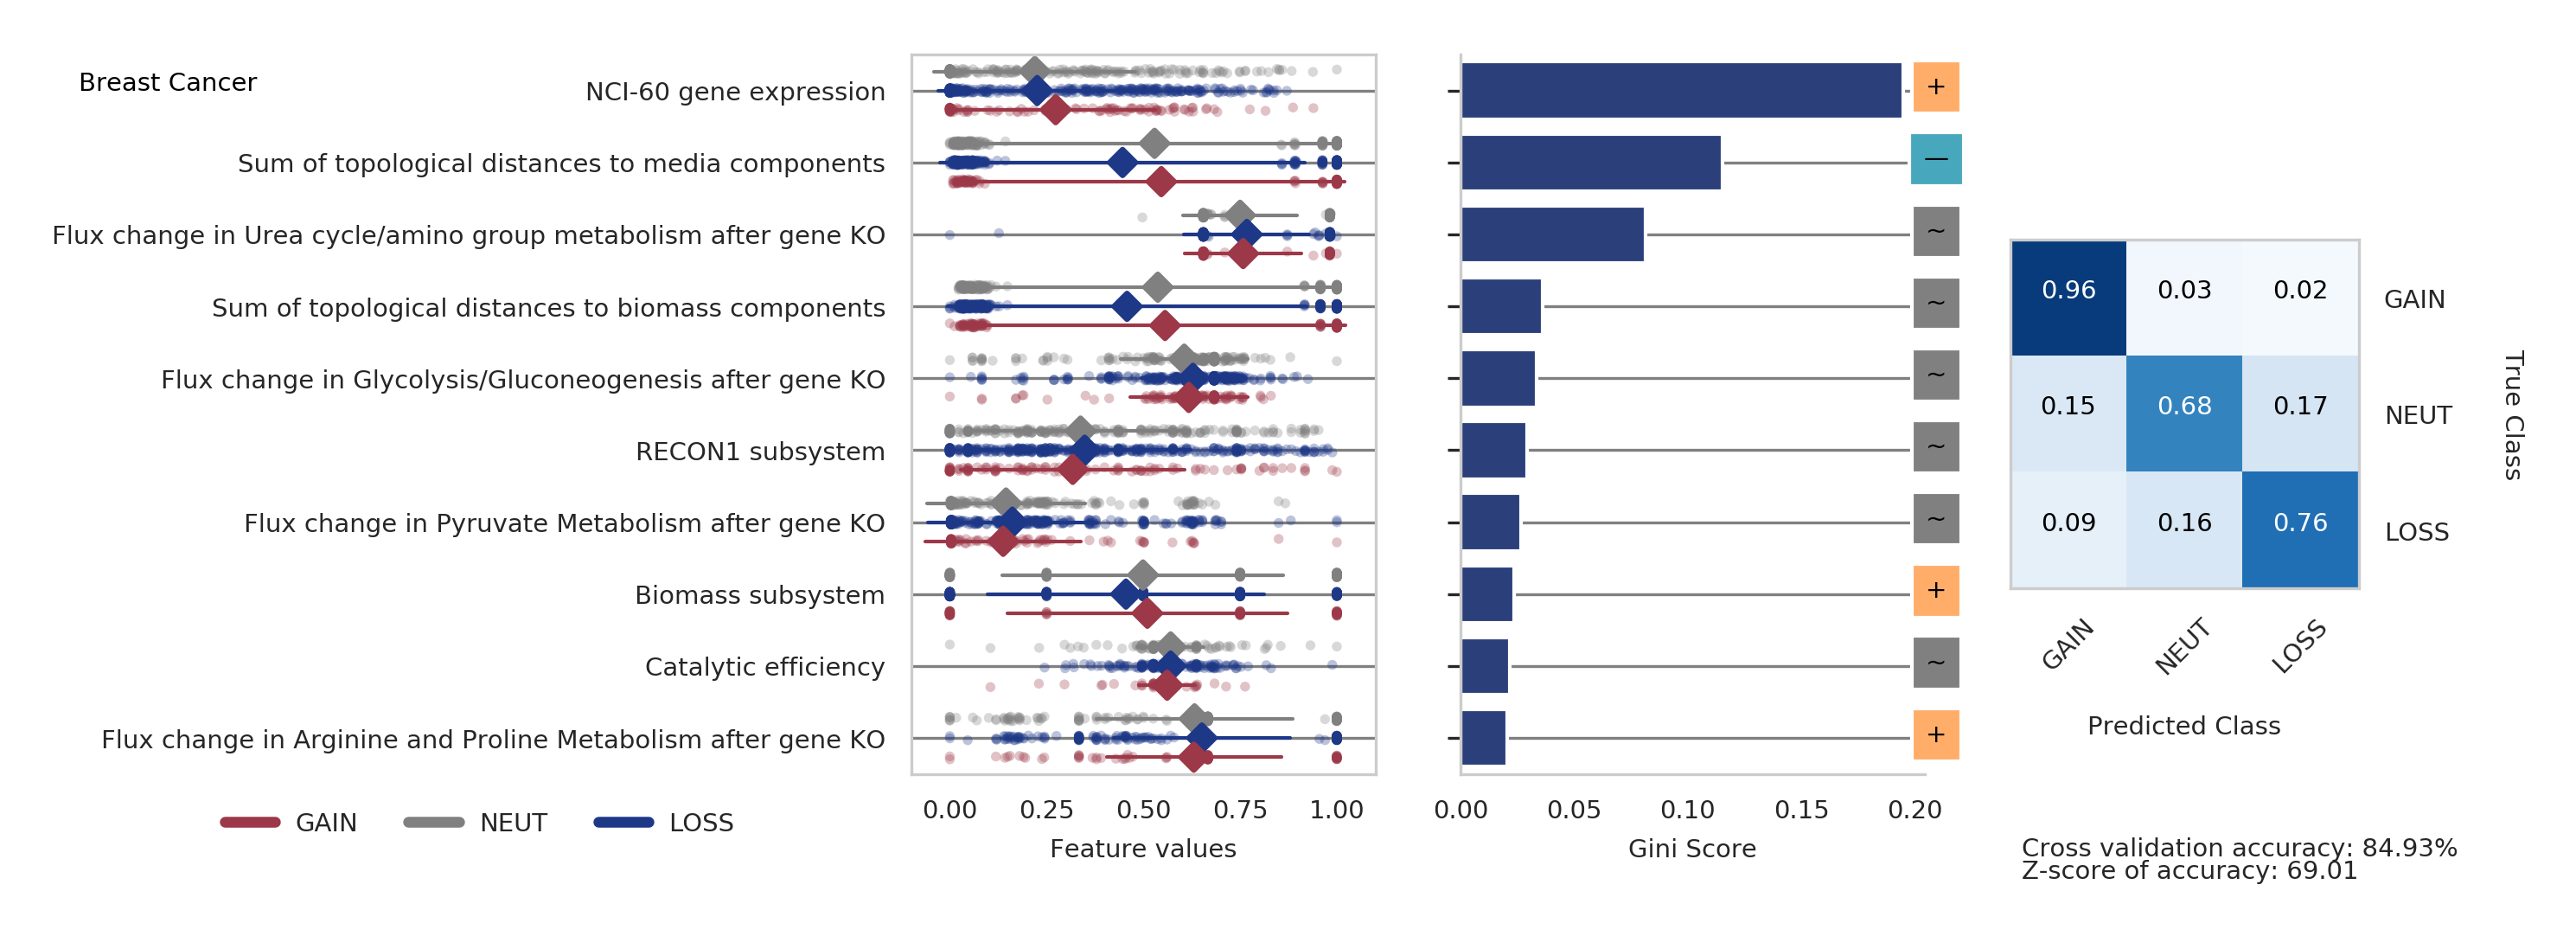 Breast Cancer
NCI-60 gene expression
Sum of topological distances to media components
Flux change in Urea cycle/amino group metabolism after gene KO
Sum of topological distances to biomass components
Flux change in Glycolysis/Gluconeogenesis after gene KO
RECON1 subsystem
Flux change in Pyruvate Metabolism after gene KO
Biomass subsystem
Catalytic efficiency
Flux change in Arginine and Proline Metabolism after gene KO
GAIN NEUT LOSS
0.00 0.25 0.50 0.75 1.00
Feature values
+
—
~
~
~
~
~
+
~
+
0.00 0.05 0.10 0.15 0.20
Gini Score
0.96 0.03 0.02 GAIN
0.15 0.68 0.17 NEUT
0.09 0.16 0.76 LOSS
True Class
GAIN NEUT LOSS
Predicted Class
Cross validation accuracy: 84.93%
Z-score of accuracy: 69.01